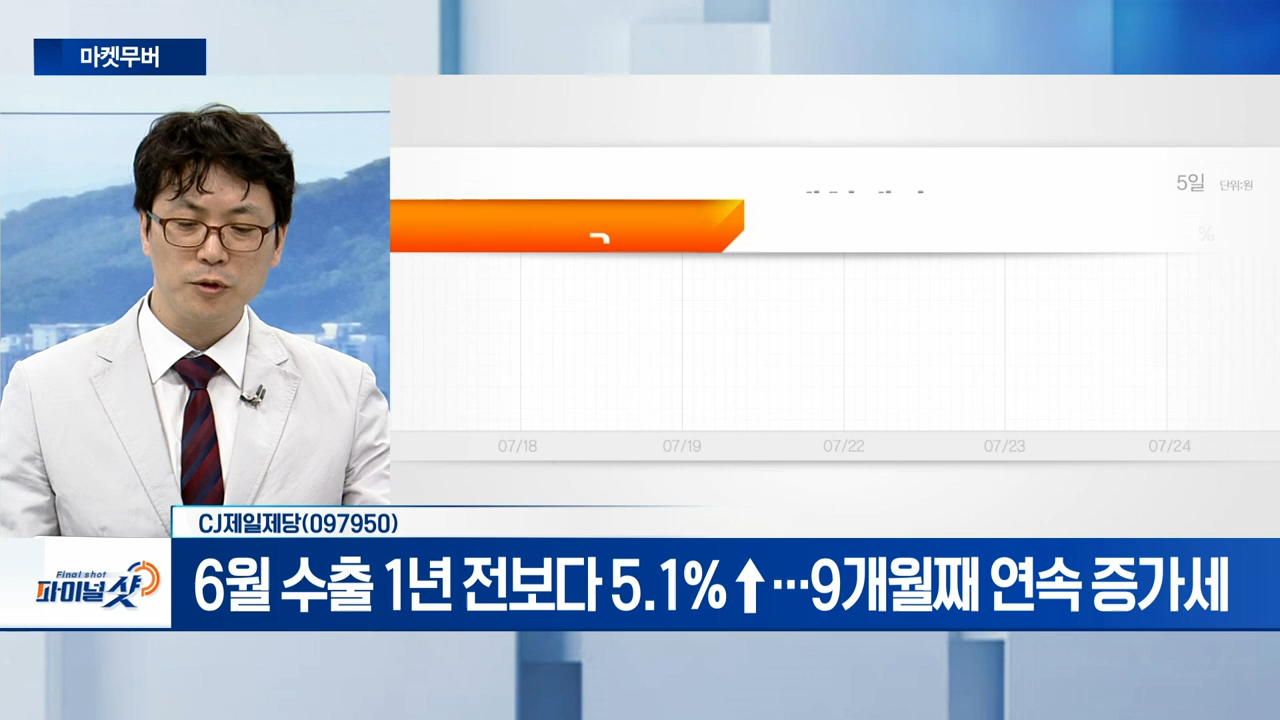 마켓무버
5일 단위:원
%
07/18 07/19 07/22 07/23 07/24
CJ제일제당(097950)
Final shot
파이널샷
6월 수출 1년 전보다 5.1%↑…9개월째 연속 증가세